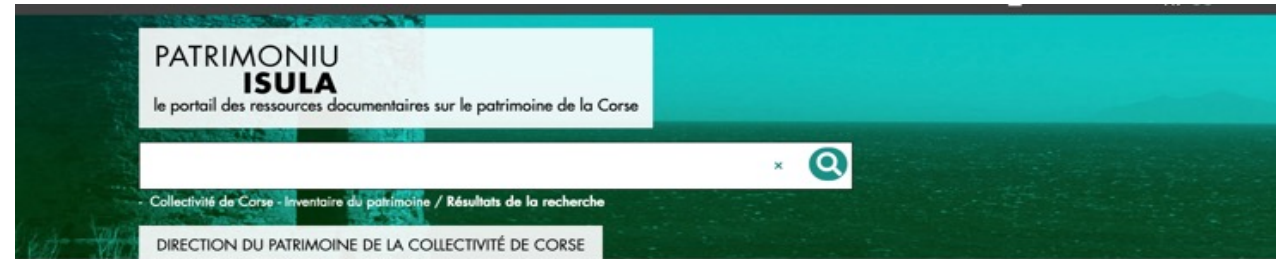 PATRIMONIU
ISULA
le portail des ressources documentaires sur le patrimoine de la Corse
×
- Collectivité de Corse - Inventaire du patrimoine / Résultats de la recherche
DIRECTION DU PATRIMOINE DE LA COLLECTIVITÉ DE CORSE